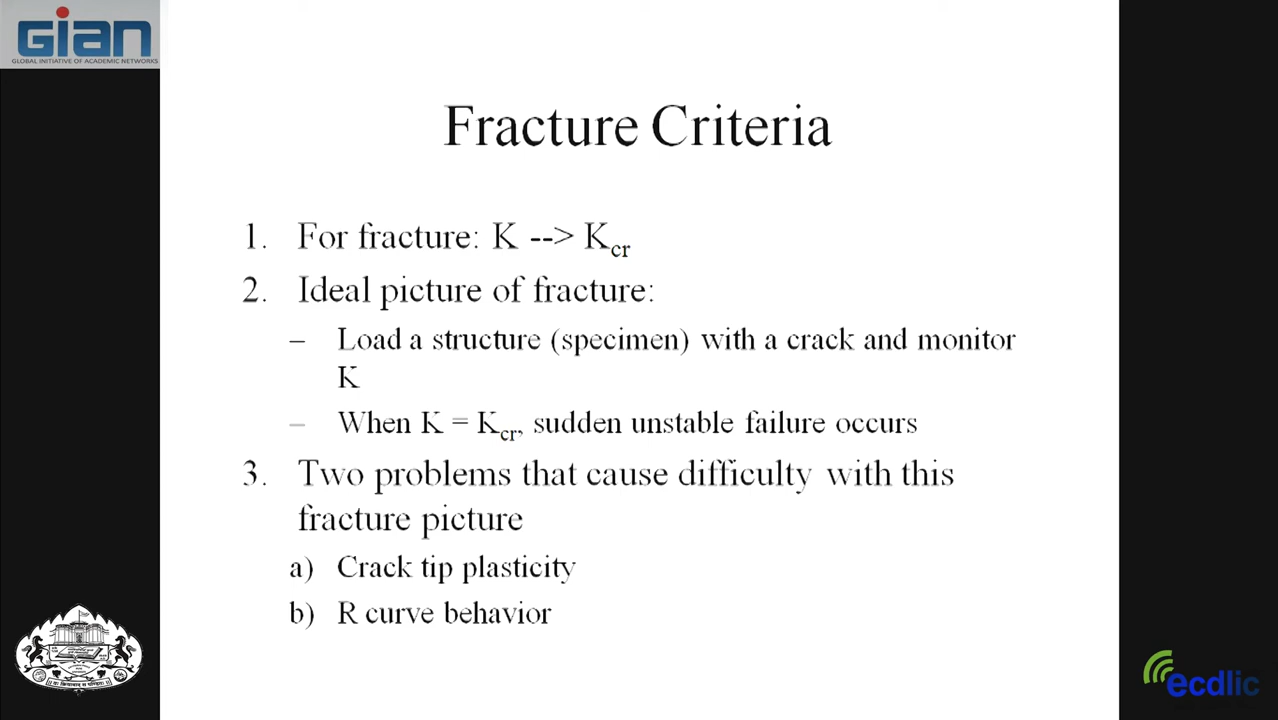 GIAN
GLOBAL INITIATIVE OF ACADEMIC NETWORKS
Fracture Criteria
1. For fracture: K --> Kcr
2. Ideal picture of fracture:
– Load a structure (specimen) with a crack and monitor
K
– When K = Kcr, sudden unstable failure occurs
3. Two problems that cause difficulty with this
fracture picture
a) Crack tip plasticity
b) R curve behavior
ecdlic